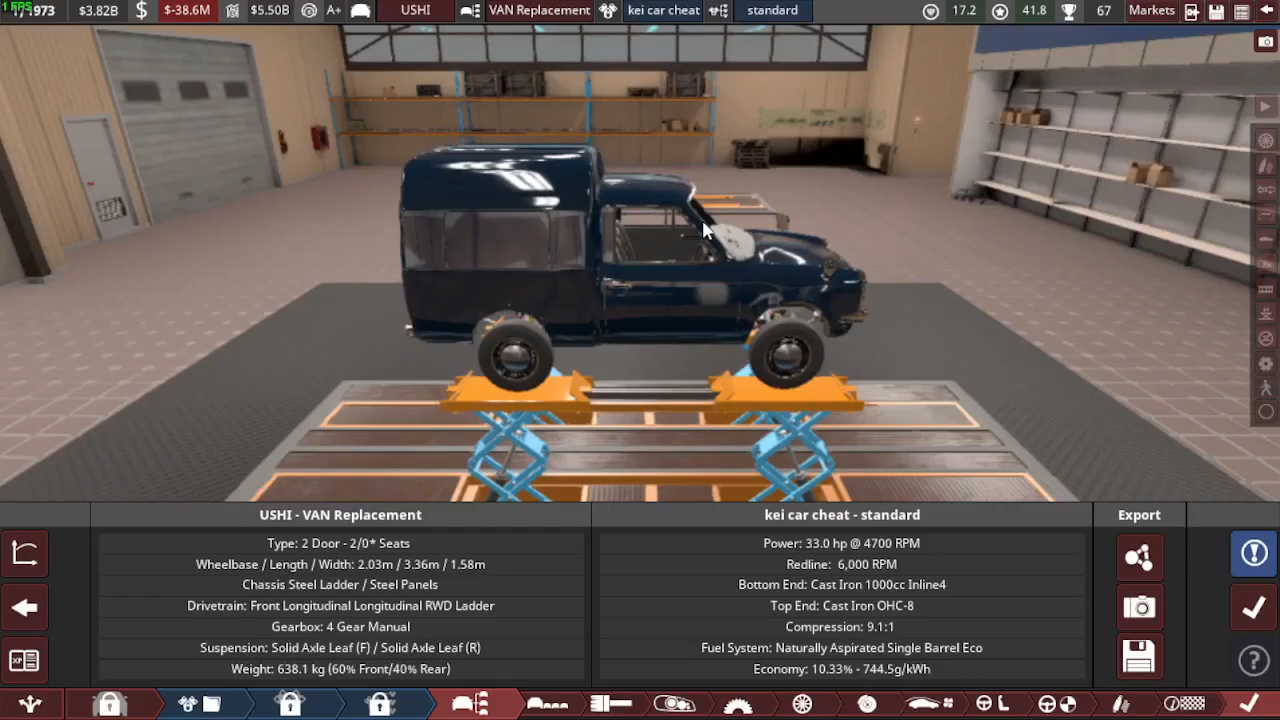 1 FPS
1/1973 $3.82B $ $-38.6M $5.50B A+ USHI VAN Replacement kei car cheat standard 17.2 41.8 67 Markets
USHI - VAN Replacement
Type: 2 Door - 2/0* Seats
Wheelbase / Length / Width: 2.03m / 3.36m / 1.58m
Chassis Steel Ladder / Steel Panels
Drivetrain: Front Longitudinal Longitudinal RWD Ladder
Gearbox: 4 Gear Manual
Suspension: Solid Axle Leaf (F) / Solid Axle Leaf (R)
Weight: 638.1 kg (60% Front/40% Rear)
kei car cheat - standard
Power: 33.0 hp @ 4700 RPM
Redline: 6,000 RPM
Bottom End: Cast Iron 1000cc Inline4
Top End: Cast Iron OHC-8
Compression: 9.1:1
Fuel System: Naturally Aspirated Single Barrel Eco
Economy: 10.33% - 744.5g/kWh
Export
XP
?